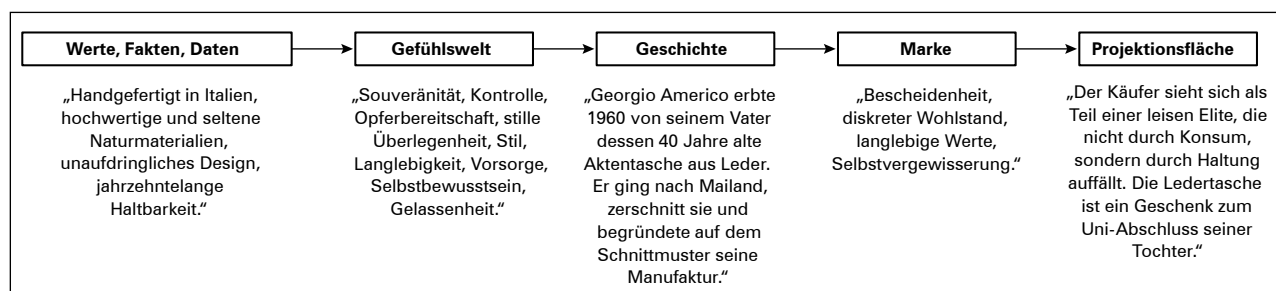 Werte, Fakten, Daten
Gefühlswelt
Geschichte
Marke
Projektionsfläche
„Handgefertigt in Italien,
hochwertige und seltene
Naturmaterialien,
unaufdringliches Design,
jahrzehntelange
Haltbarkeit.“
„Souveränität, Kontrolle,
Opferbereitschaft, stille
Überlegenheit, Stil,
Langlebigkeit, Vorsorge,
Selbstbewusstsein,
Gelassenheit.“
„Georgio Americo erbte
1960 von seinem Vater
dessen 40 Jahre alte
Aktentasche aus Leder.
Er ging nach Mailand,
zerschnitt sie und
begründete auf dem
Schnittmuster seine
Manufaktur.“
„Bescheidenheit,
diskreter Wohlstand,
langlebige Werte,
Selbstvergewisserung.“
„Der Käufer sieht sich als
Teil einer leisen Elite, die
nicht durch Konsum,
sondern durch Haltung
auffällt. Die Ledertasche
ist ein Geschenk zum
Uni-Abschluss seiner
Tochter.“